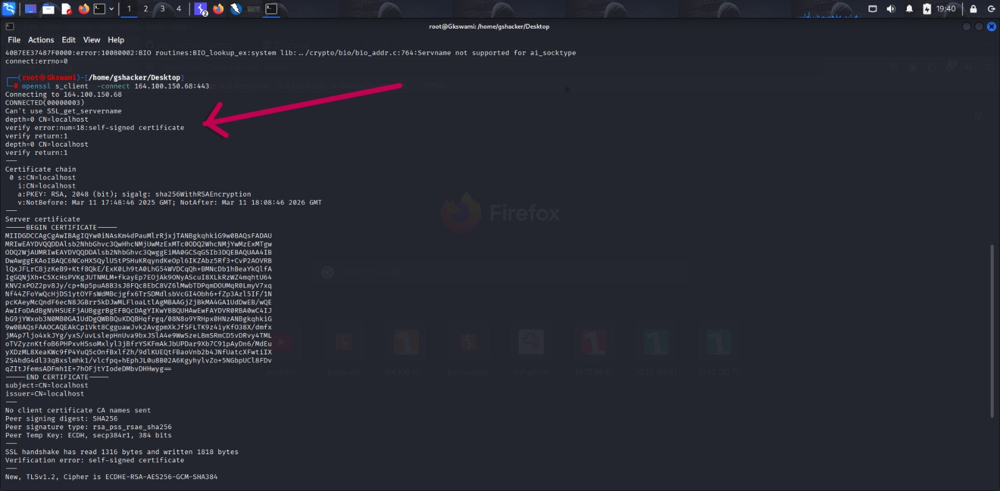 1 2 3 4
2
19:40
root@Gkswami: /home/gshacker/Desktop
File Actions Edit View Help
40B7EE37487F0000:error:10080002:BIO routines:BIO_lookup_ex:system lib:../crypto/bio/bio_addr.c:764:Servname not supported for ai_socktype
connect:errno=0
┌──(root㉿Gkswami)-[/home/gshacker/Desktop]
└─# openssl s_client -connect 164.100.150.68:443
Connecting to 164.100.150.68
CONNECTED(00000003)
Can't use SSL_get_servername
depth=0 CN=localhost
verify error:num=18:self-signed certificate
verify return:1
depth=0 CN=localhost
verify return:1
---
Certificate chain
0 s:CN=localhost
i:CN=localhost
a:PKEY: RSA, 2048 (bit); sigalg: sha256WithRSAEncryption
v:NotBefore: Mar 11 17:48:46 2025 GMT; NotAfter: Mar 11 18:08:46 2026 GMT
---
Server certificate
-----BEGIN CERTIFICATE-----
MIIDGDCCAgCgAwIBAgIQYw0iNAsKm4dPauMlrRjxjTANBgkqhkiG9w0BAQsFADAU
MRIwEAYDVQQDDAlsb2NhbGhvc3QwHhcNMjUwMzExMTc0ODQ2WhcNMjYwMzExMTgw
ODQ2WjAUMRIwEAYDVQQDDAlsb2NhbGhvc3QwggEiMA0GCSqGSIb3DQEBAQUAA4IB
DwAwggEKAoIBAQC6NCoHXSQylUStPSHuKRqyndKeOpl6IKZAbz5Rf3+CvP2AOVRB
lQxJFLrC8jzKeB9+Ktf8QkE/ExK0Lh9tA0LhG54WVDCqQh+BMNcDb1hBeaYkQlfA
IgGQNjXh+C5XcHsPVKgJUTNMLM+fkayEp7EOjAk9ONyAScuI8XLkRzWZ4mqhtU64
KNV2xPOZ2pv8Jy/cp+Np5puA8B3sJ8FQc8EbC8VZ6lMwbTDPqmDOUMqR0LmyV7xq
Nf44ZFoYwQcHjDS1ytOYFsWdMBcjgfx6TrSDMdlsbVcGI4Obh6+fZp3Azl5IF/1N
pcKAeyMcQndF6ecN8JGBrr5kDJwMLFloaLtlAgMBAAGjZjBkMA4GA1UdDwEB/wQE
AwIFoDAdBgNVHSUEFjAUBggrBgEFBQcDAgYIKwYBBQUHAwEwFAYDVR0RBA0wC4IJ
bG9jYWxob3N0MB0GA1UdDgQWBBQuKDQBHqfrgq/08N8o9YRHpx0HNzANBgkqhkiG
9w0BAQsFAAOCAQEAkCp1Vkt8CgguawJvk2AvgpmXkJfSFLTK9z4iyKfO38X/dmfx
jM4p7ljo4xkJYg/yxS/uvLslepHnUva9bxJSlA4e9WwSzeLBmSRmCD5vDRvy4TML
oTVZyznKtfoB6PHPxvHSsoMxlyl3jBfrYSKFmAkJbUPDar9Xb7C91pAyDn6/MdEu
yXDzML8XeaKWc9fP4YuQ5cOnfBxlfZh/9dlKUEQtFBaoVnb2b4JNfUatcXFwtiIX
ZS4hdG4dl33qBxslmhk1/vlcfpq+hEphJL0u8B02A6KgyhylvZo+5NGbpUCl8FDv
qZItJfemsADFmh1E+7hOFjtYIodeDMbvDHHwyg==
-----END CERTIFICATE-----
subject=CN=localhost
issuer=CN=localhost
---
No client certificate CA names sent
Peer signing digest: SHA256
Peer signature type: rsa_pss_rsae_sha256
Peer Temp Key: ECDH, secp384r1, 384 bits
---
SSL handshake has read 1316 bytes and written 1818 bytes
Verification error: self-signed certificate
---
New, TLSv1.2, Cipher is ECDHE-RSA-AES256-GCM-SHA384
Firefox
youtube